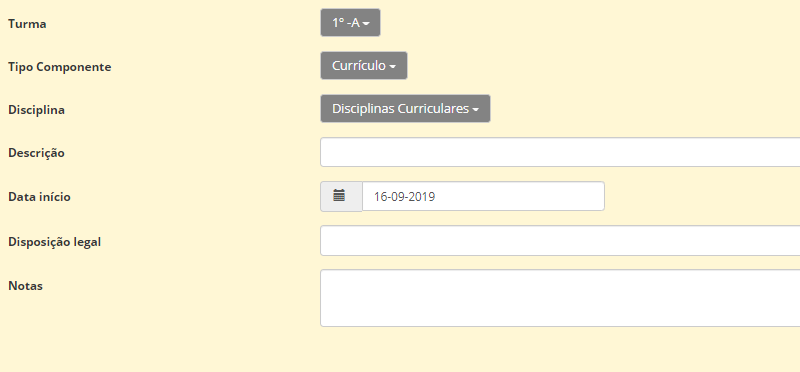 Turma 1º -A
Tipo Componente Currículo
Disciplina Disciplinas Curriculares
Descrição
Data início 16-09-2019
Disposição legal
Notas